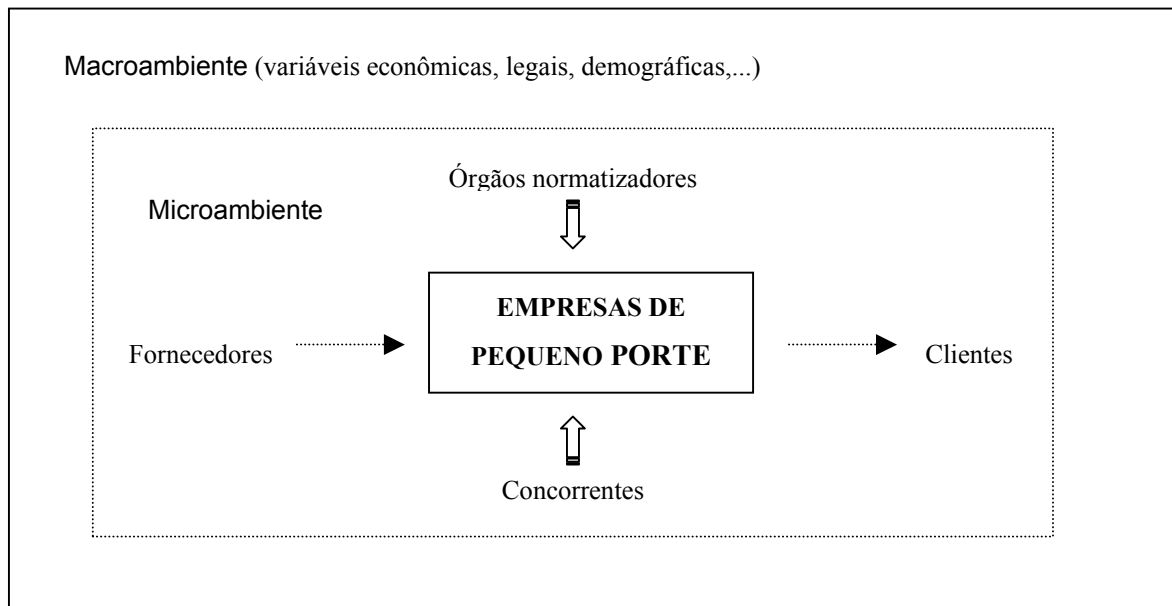 Macroambiente (variáveis econômicas, legais, demográficas,...)
Órgãos normatizadores
Microambiente
EMPRESAS DE
PEQUENO PORTE
Fornecedores
Clientes
Concorrentes